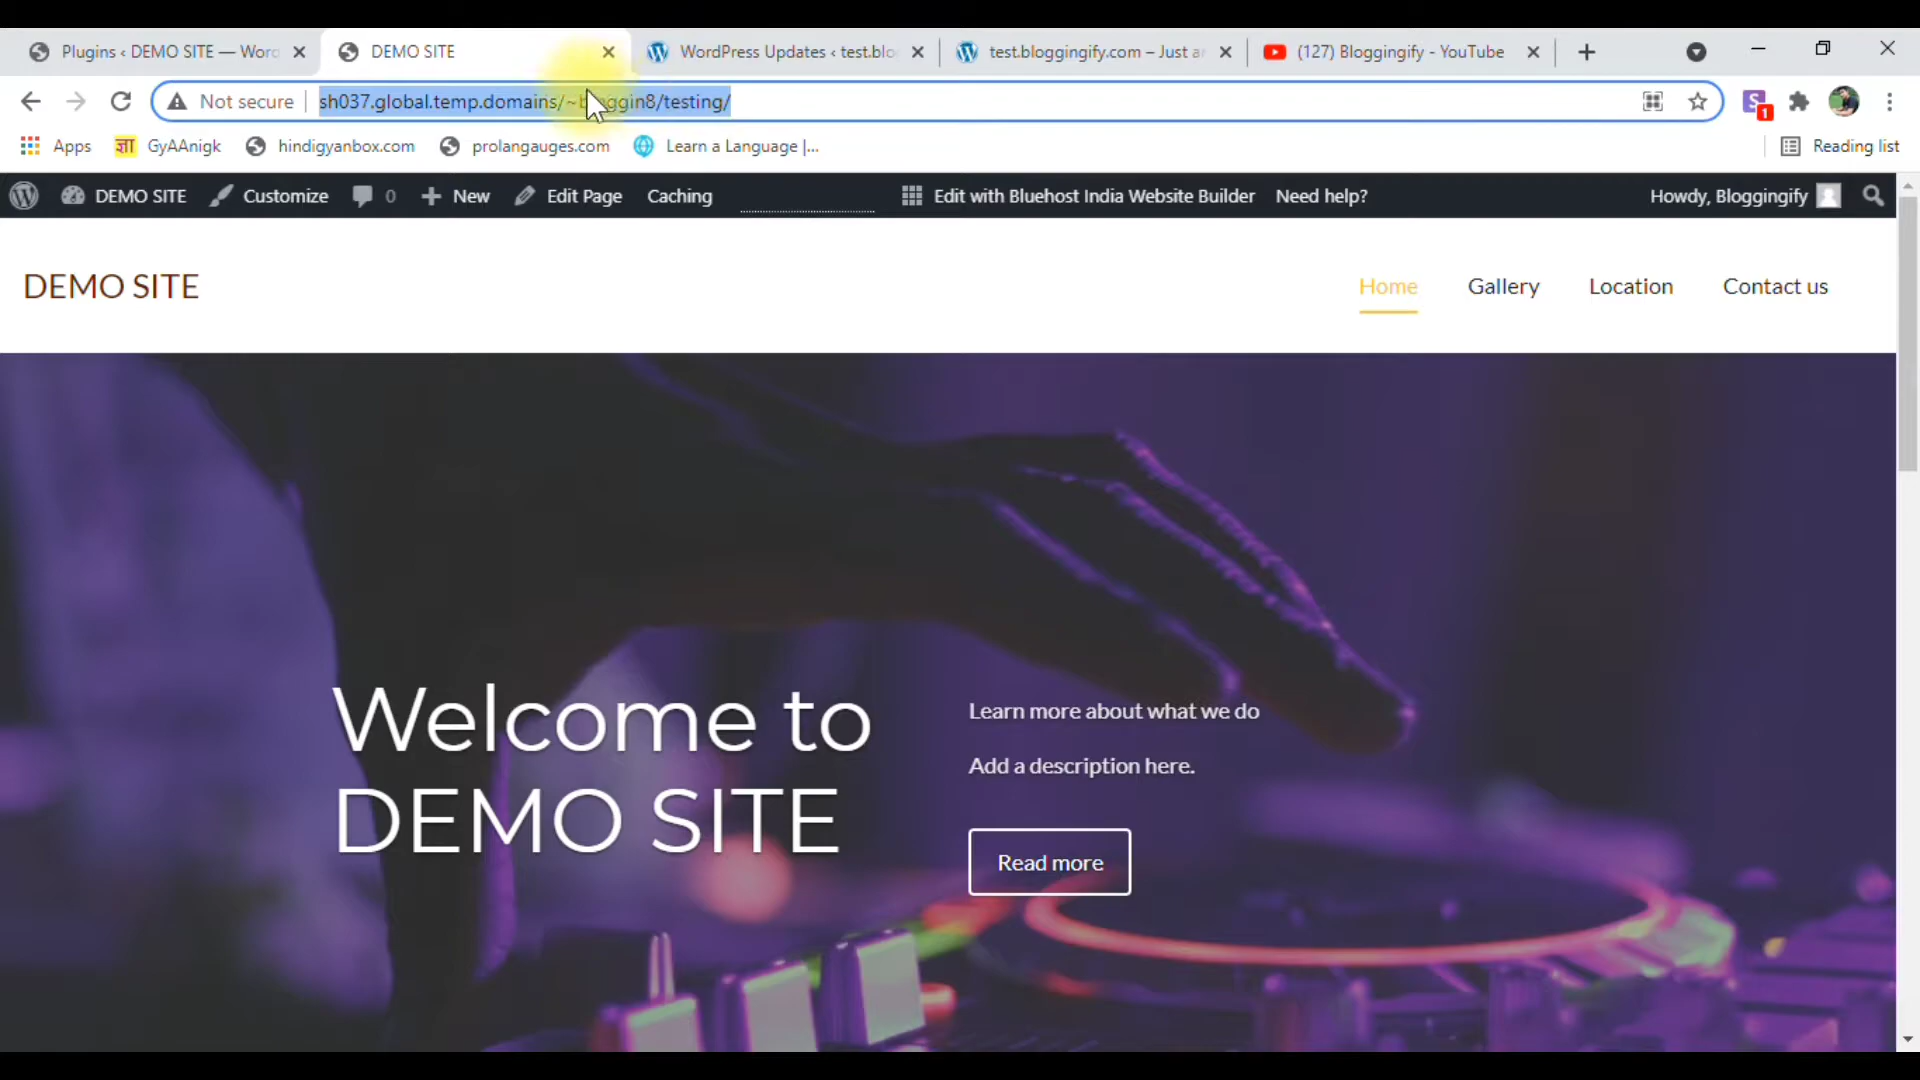 Plugins ‹ DEMO SITE — Word
DEMO SITE
WordPress Updates ‹ test.blo
test.bloggingify.com – Just a
(127) Bloggingify - YouTube
Not secure
sh037.global.temp.domains/~bloggin8/testing/
1
Apps
ज्ञा GyAAnigk
hindigyanbox.com
prolangauges.com
Learn a Language |...
Reading list
DEMO SITE
Customize
0
New
Edit Page
Caching
Edit with Bluehost India Website Builder
Need help?
Howdy, Bloggingify
DEMO SITE
Home
Gallery
Location
Contact us
Welcome to
DEMO SITE
Learn more about what we do
Add a description here.
Read more